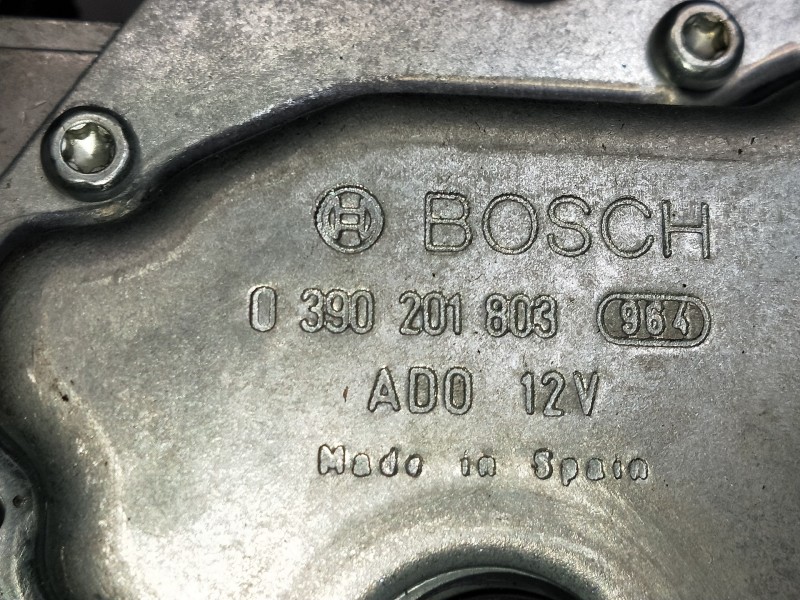 BOSCH
0 390 201 803 964
ADO 12V
Made in Spain